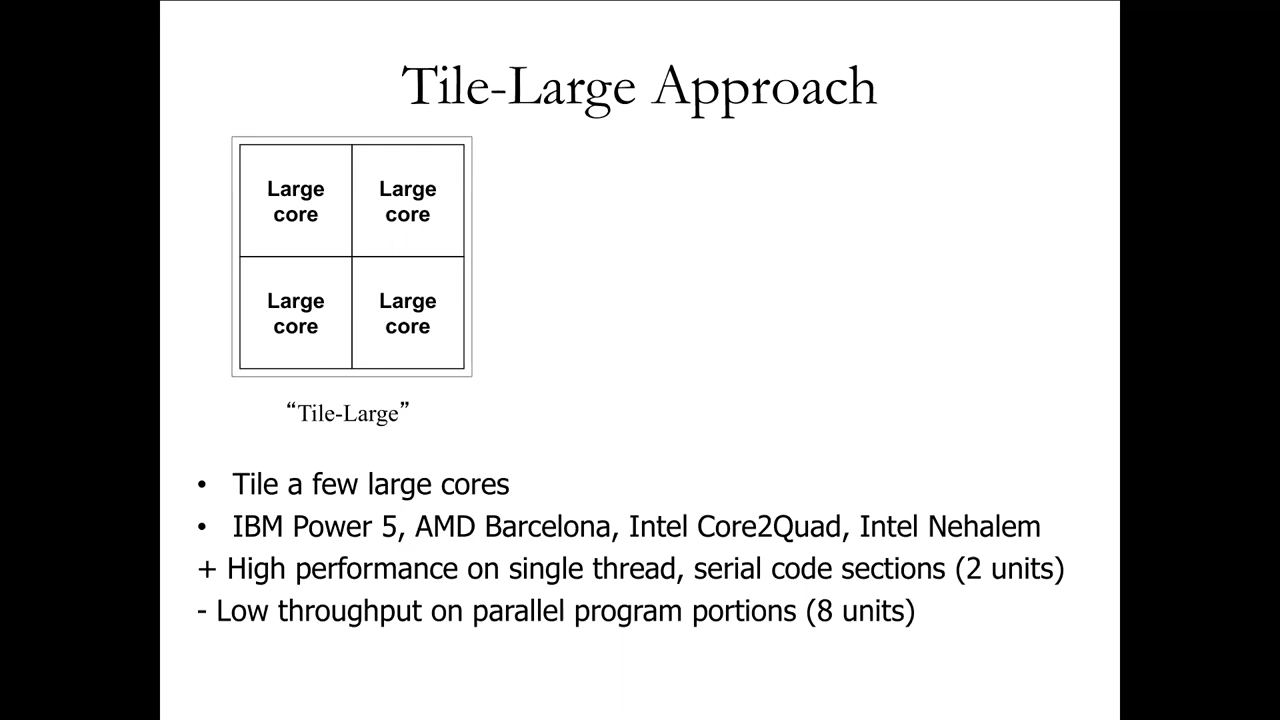 Tile-Large Approach
Large core
Large core
Large core
Large core
“Tile-Large”
• Tile a few large cores
• IBM Power 5, AMD Barcelona, Intel Core2Quad, Intel Nehalem
+ High performance on single thread, serial code sections (2 units)
- Low throughput on parallel program portions (8 units)